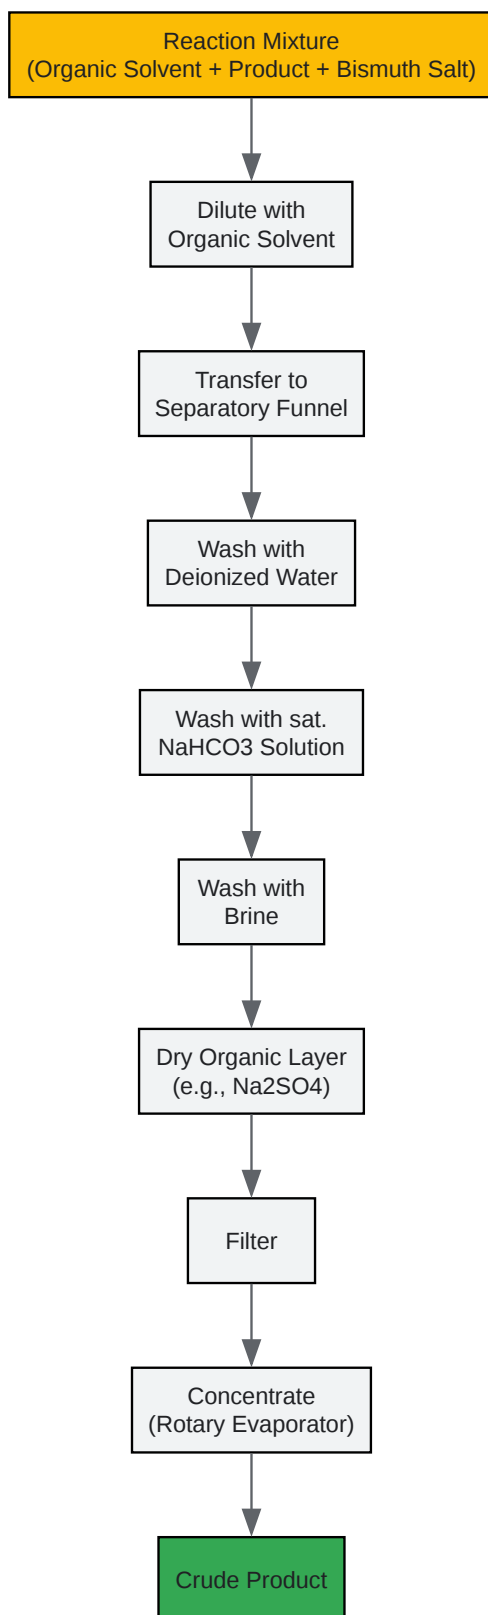 Reaction Mixture
(Organic Solvent + Product + Bismuth Salt)
Dilute with
Organic Solvent
Transfer to
Separatory Funnel
Wash with
Deionized Water
Wash with sat.
NaHCO3 Solution
Wash with
Brine
Dry Organic Layer
(e.g., Na2SO4)
Filter
Concentrate
(Rotary Evaporator)
Crude Product